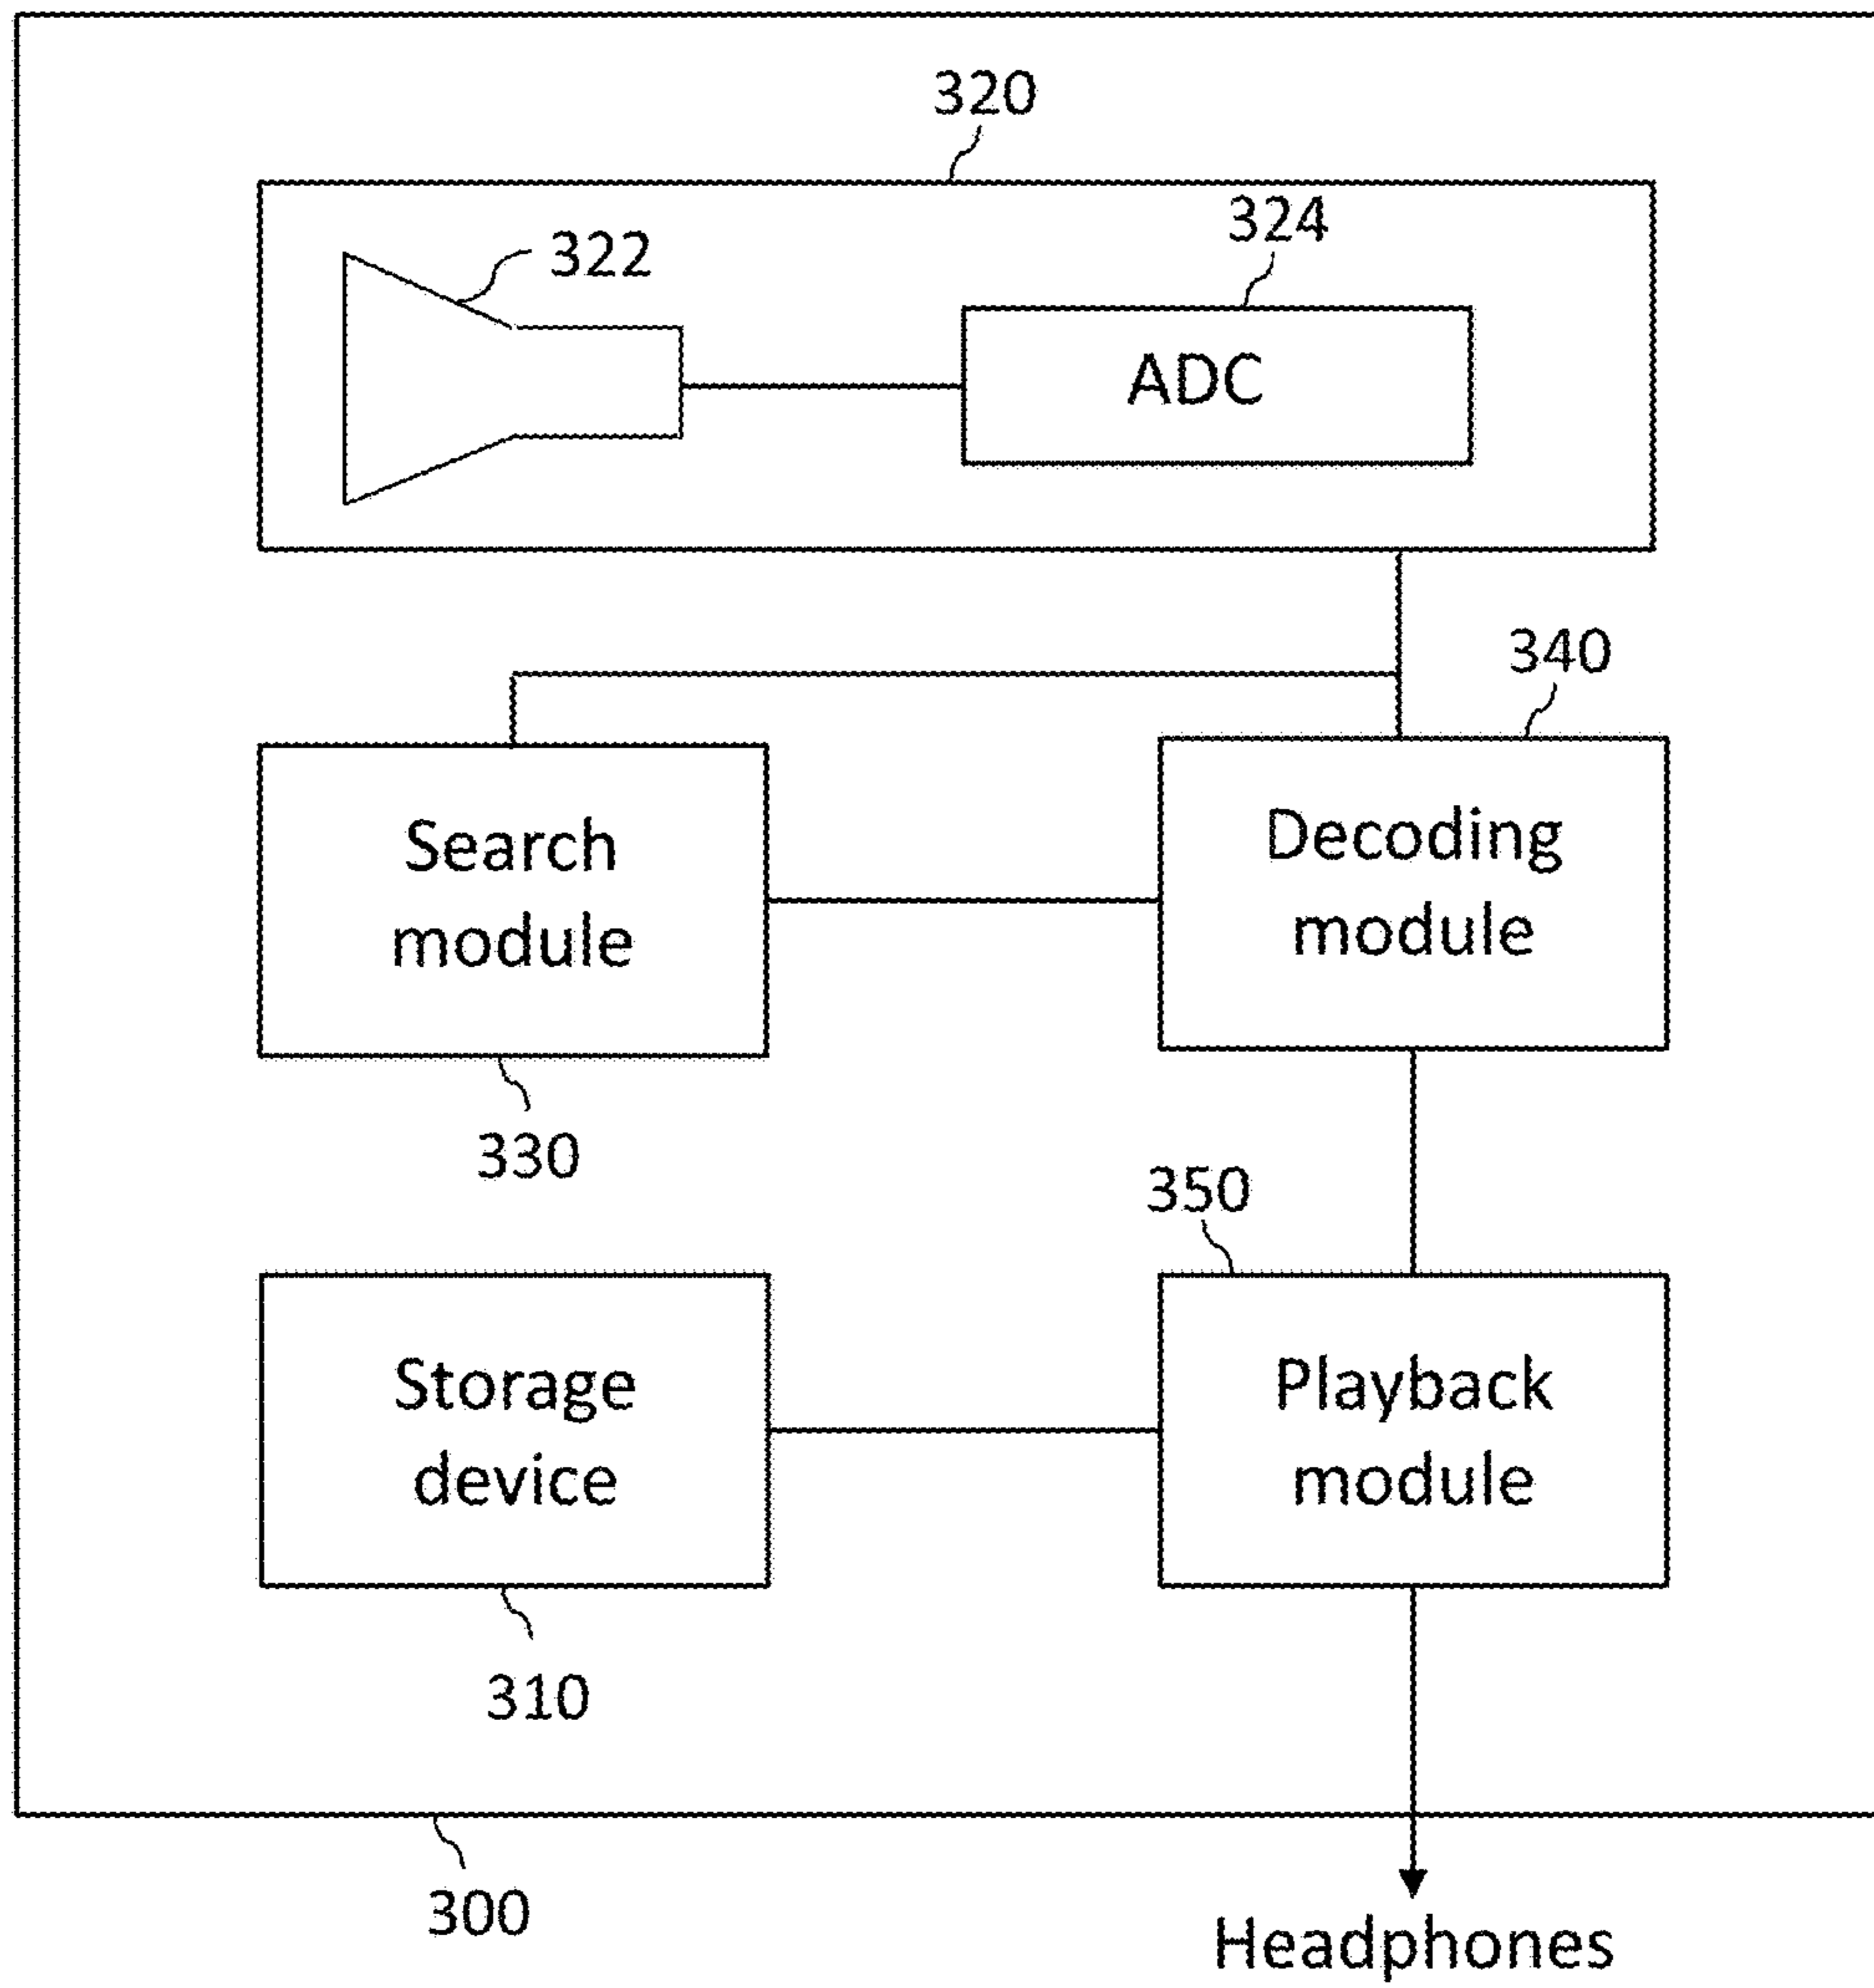 320
324
322
ADC
340
Search
module
Decoding
module
330
350
Storage
device
Playback
module
310
300
Headphones